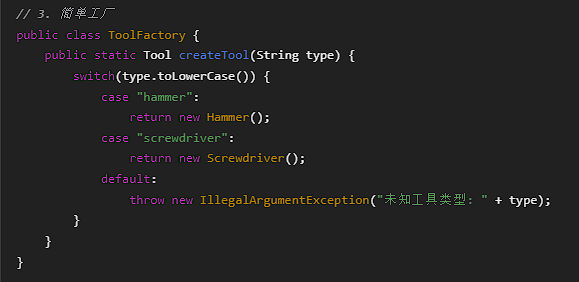 // 3. 简单工厂
public class ToolFactory {
    public static Tool createTool(String type) {
        switch(type.toLowerCase()) {
            case "hammer":
                return new Hammer();
            case "screwdriver":
                return new Screwdriver();
            default:
                throw new IllegalArgumentException("未知工具类型: " + type);
        }
    }
}